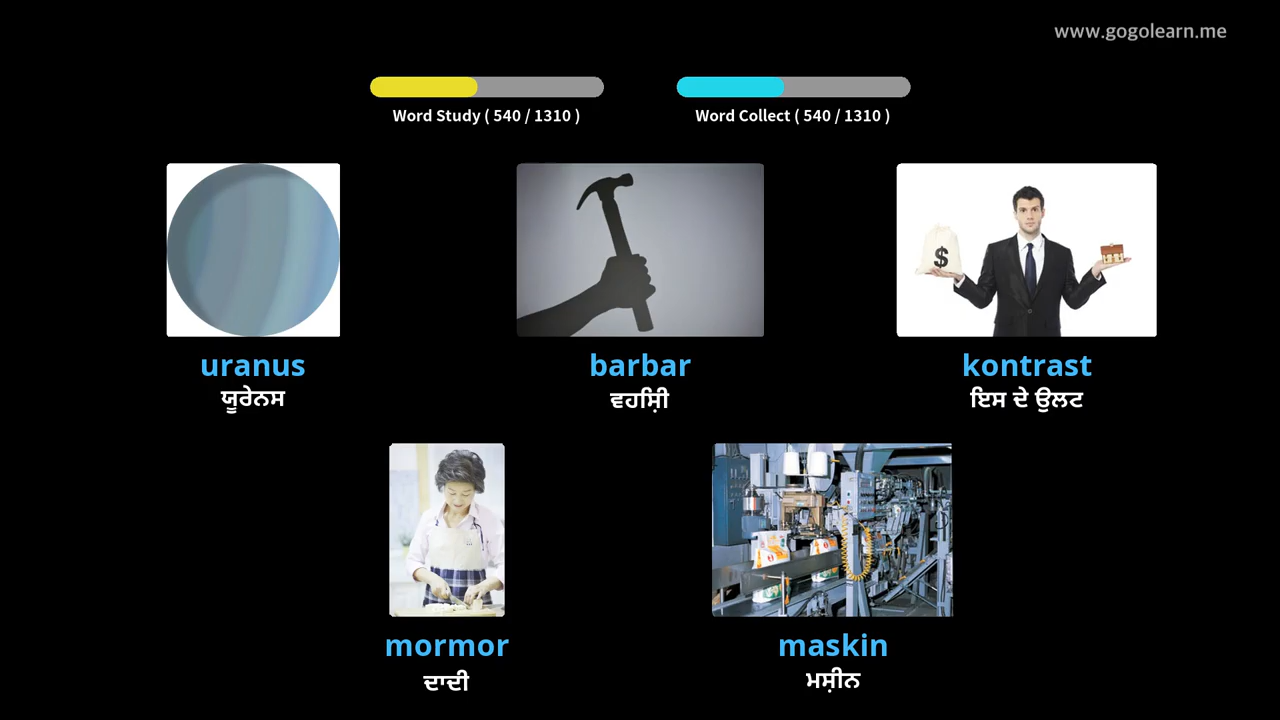 www.gogolearn.me
Word Study ( 540 / 1310 )
Word Collect ( 540 / 1310 )
$
uranus
ਯੂਰੇਨਸ
barbar
ਵਹਸ਼ਿੀ
kontrast
ਇਸ ਦੇ ਉਲਟ
mormor
ਦਾਦੀ
maskin
ਮਸ਼ੀਨ